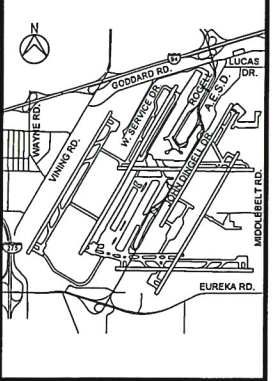 N
94
GODDARD RD.
LUCAS DR.
WAYNE RD.
VINING RD.
W. SERVICE DR.
ROGELL
A.E.S.D.
JOHN DINGELL DR.
MIDDLEBELT RD.
275
EUREKA RD.